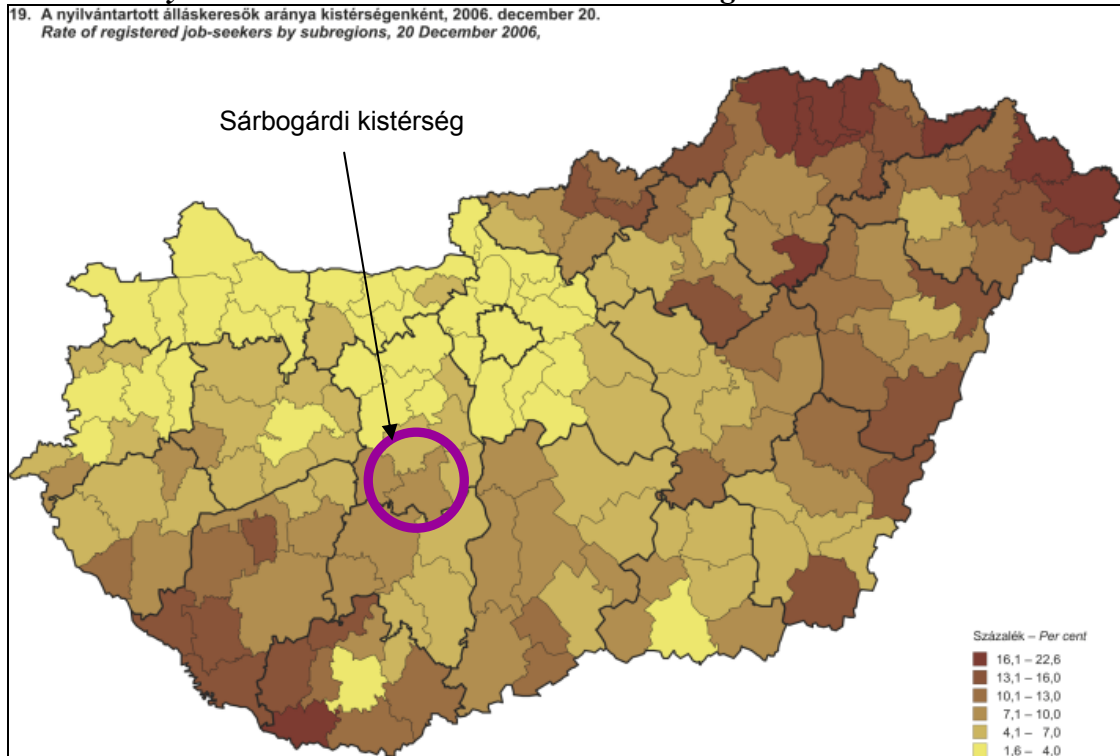 19. A nyilvántartott álláskeresők aránya kistérségenként, 2006. december 20.
Rate of registered job-seekers by subregions, 20 December 2006,
Sárbogárdi kistérség
Százalék – Per cent
16,1 – 22,6
13,1 – 16,0
10,1 – 13,0
7,1 – 10,0
4,1 – 7,0
1,6 – 4,0